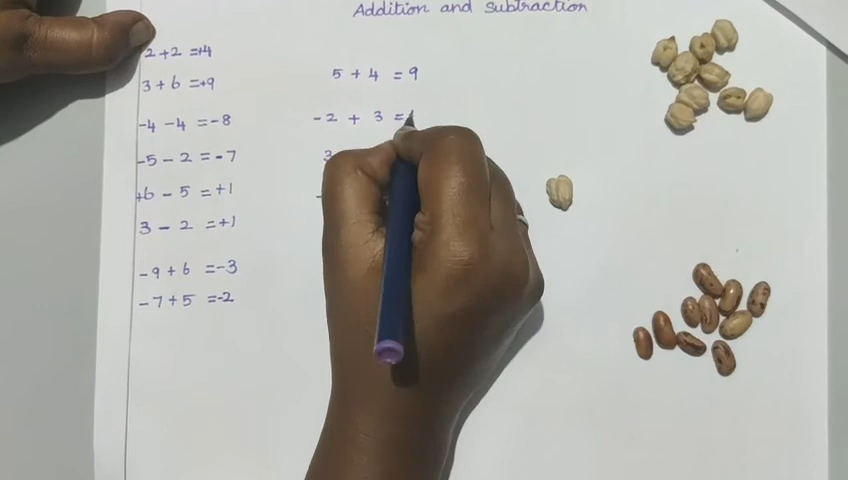 Addition and Subtraction
2 + 2 = +4
3 + 6 = +9
-4 - 4 = -8
-5 - 2 = -7
+6 - 5 = +1
3 - 2 = +1
-9 + 6 = -3
-7 + 5 = -2
5 + 4 = 9
-2 + 3 =
3